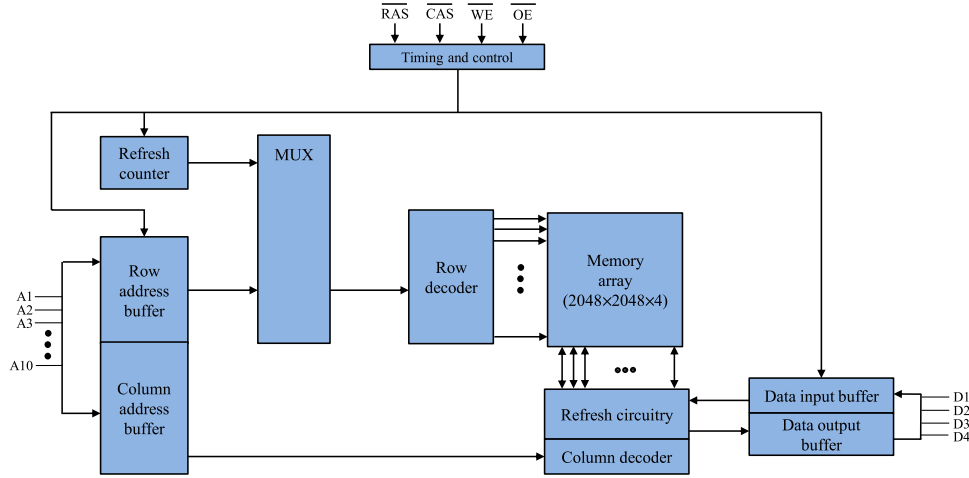 RAS CAS WE OE
Timing and control
Refresh
counter
MUX
Row
address
buffer
Row
decoder
Memory
array
(2048×2048×4)
A1
A2
A3
A10
Column
address
buffer
Refresh circuitry
Column decoder
Data input buffer
Data output
buffer
D1
D2
D3
D4